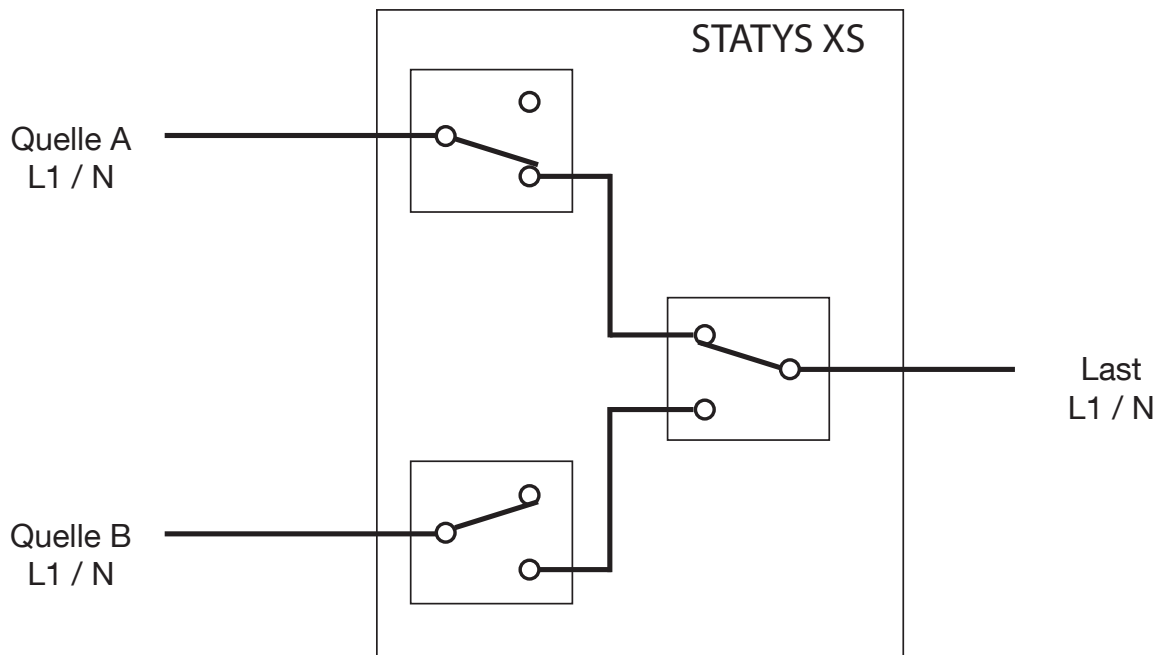 STATYS XS
Quelle A
L1 / N
Last
L1 / N
Quelle B
L1 / N